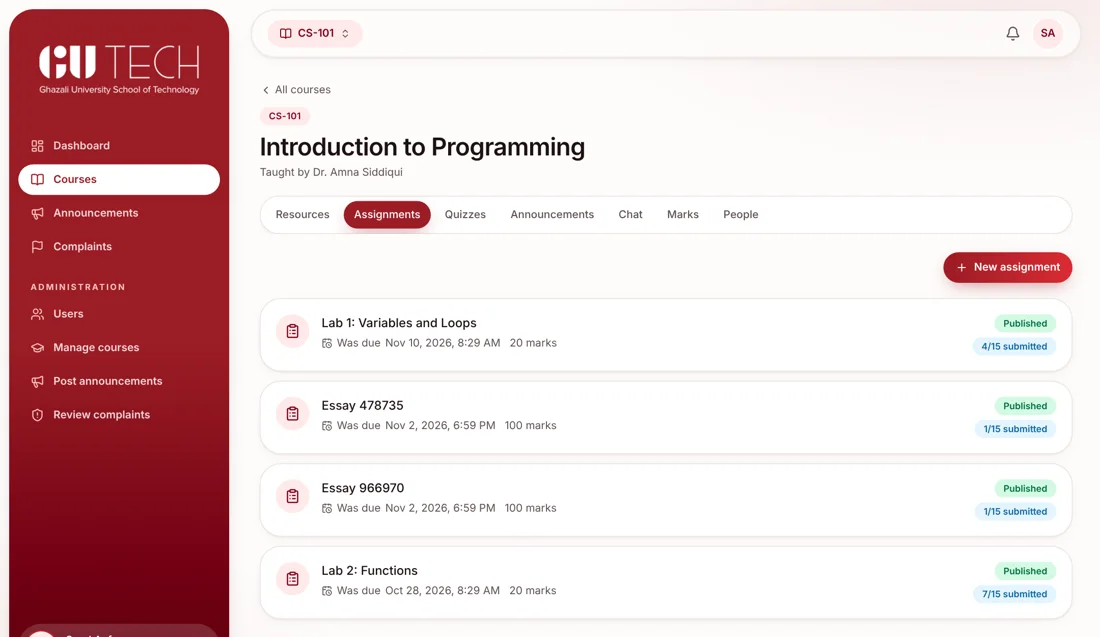 GU TECH
Ghazali University School of Technology
Dashboard
Courses
Announcements
Complaints
ADMINISTRATION
Users
Manage courses
Post announcements
Review complaints
CS-101
SA
All courses
CS-101
Introduction to Programming
Taught by Dr. Amna Siddiqui
Resources Assignments Quizzes Announcements Chat Marks People
+ New assignment
Lab 1: Variables and Loops
Was due Nov 10, 2026, 8:29 AM 20 marks
Published
4/15 submitted
Essay 478735
Was due Nov 2, 2026, 6:59 PM 100 marks
Published
1/15 submitted
Essay 966970
Was due Nov 2, 2026, 6:59 PM 100 marks
Published
1/15 submitted
Lab 2: Functions
Was due Oct 28, 2026, 8:29 AM 20 marks
Published
7/15 submitted